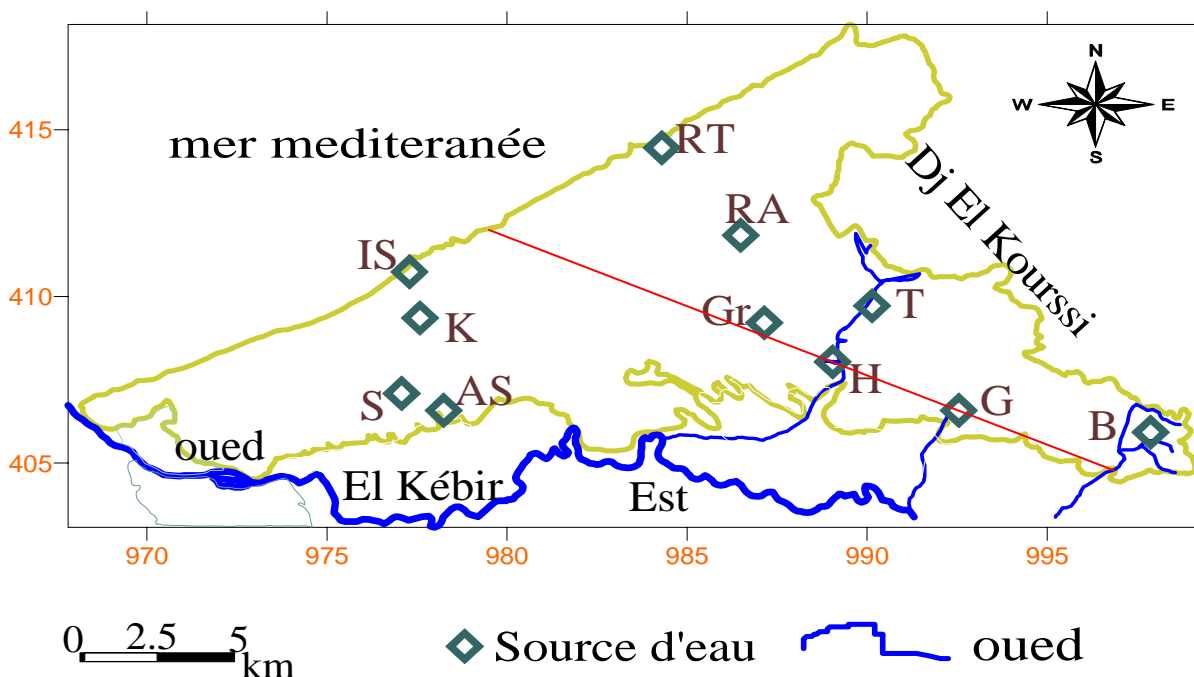 N
W E
S
415
mer mediteranée
RT
Dj El Kourssi
RA
IS
410
K
Gr
T
H
S
AS
G
B
405
oued
El Kébir
Est
970 975 980 985 990 995
0 2.5 5
km
Source d'eau
oued